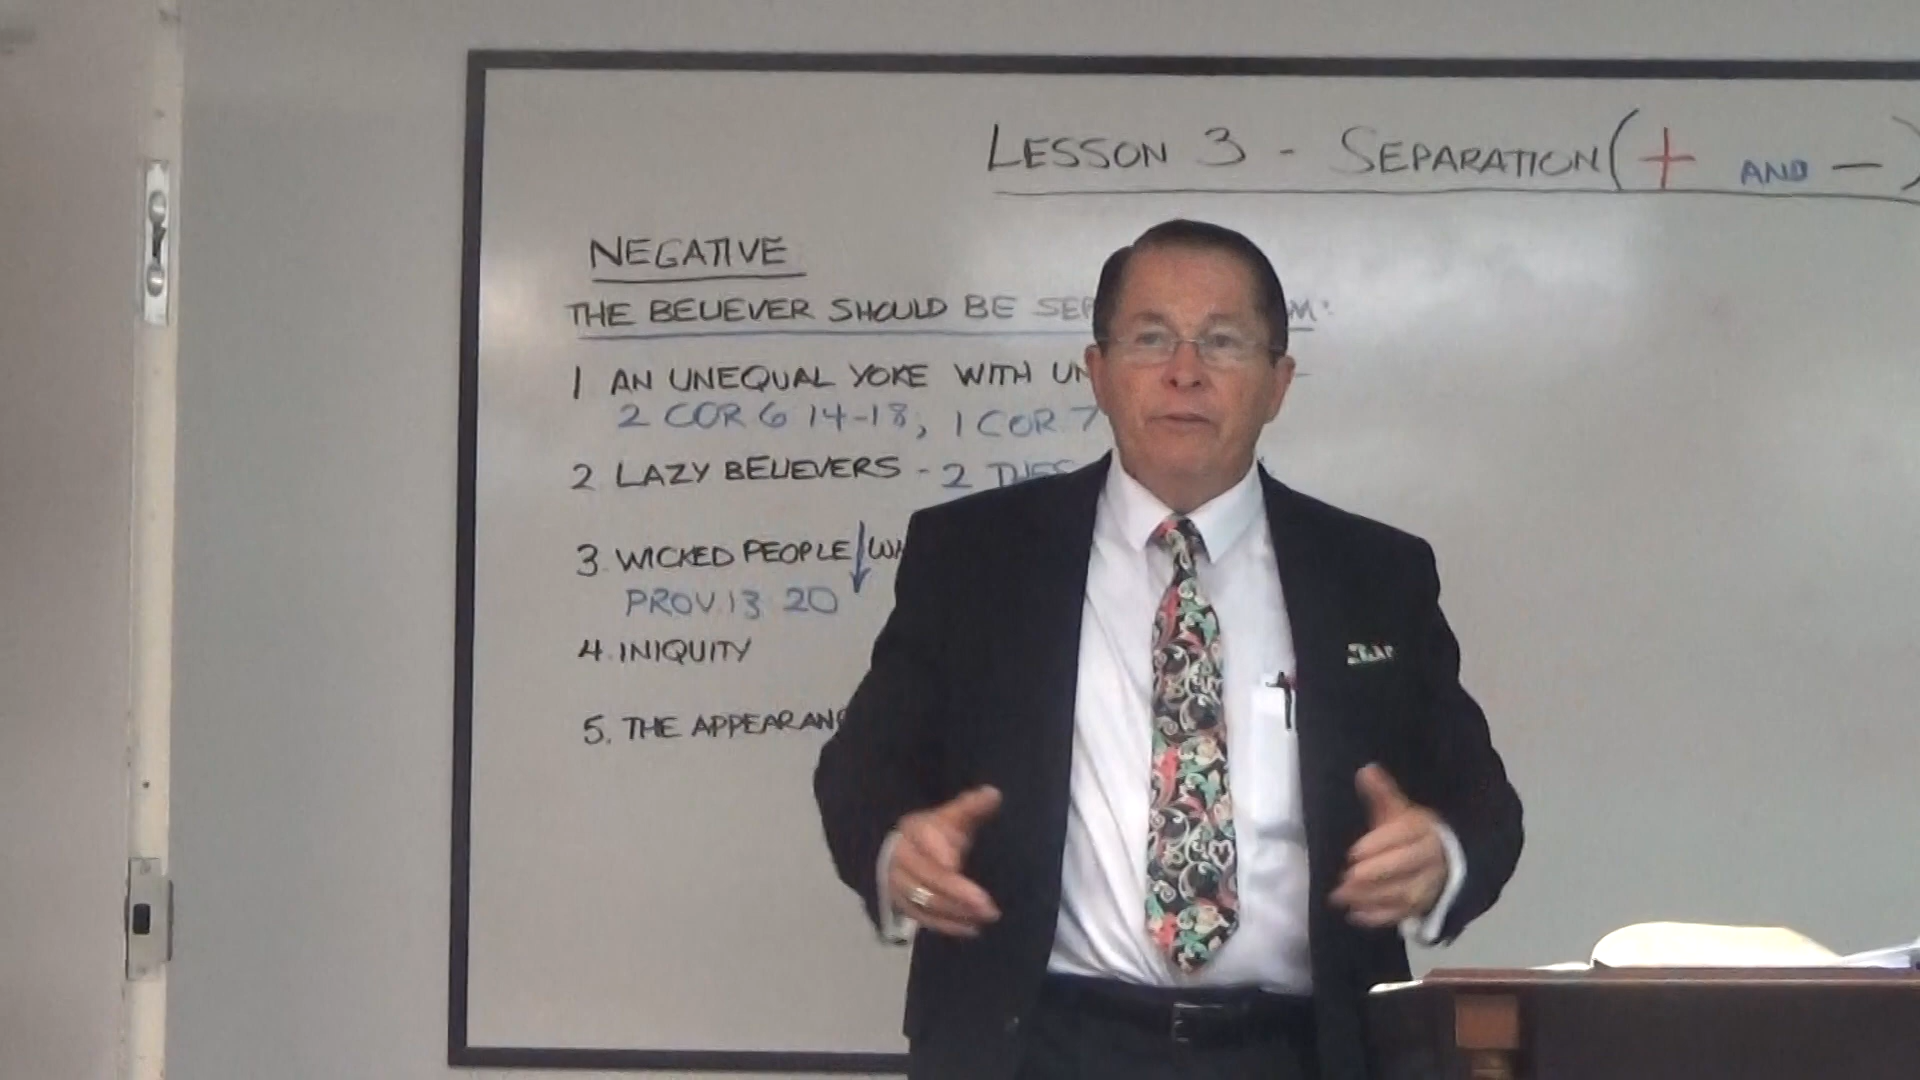 LESSON 3 - SEPARATION (+ AND -)
NEGATIVE
THE BELIEVER SHOULD BE
1 AN UNEQUAL YOKE WITH
2 COR 6 14-18, 1 COR. 7
2 LAZY BELIEVERS - 2
3. WICKED PEOPLE
PROV. 13 20
4. INIQUITY
5. THE